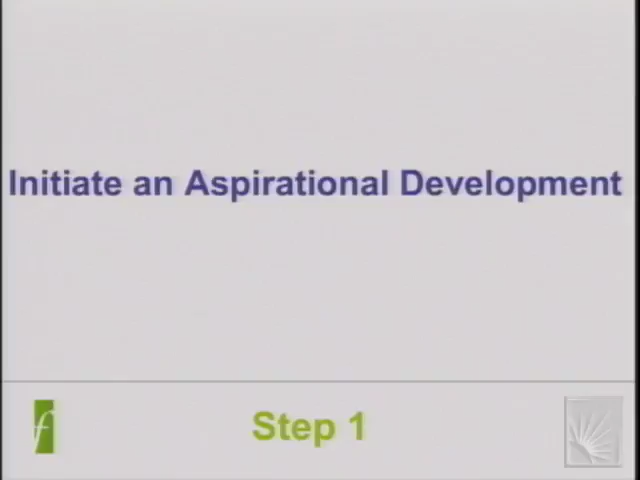 Initiate an Aspirational Development
f
Step 1